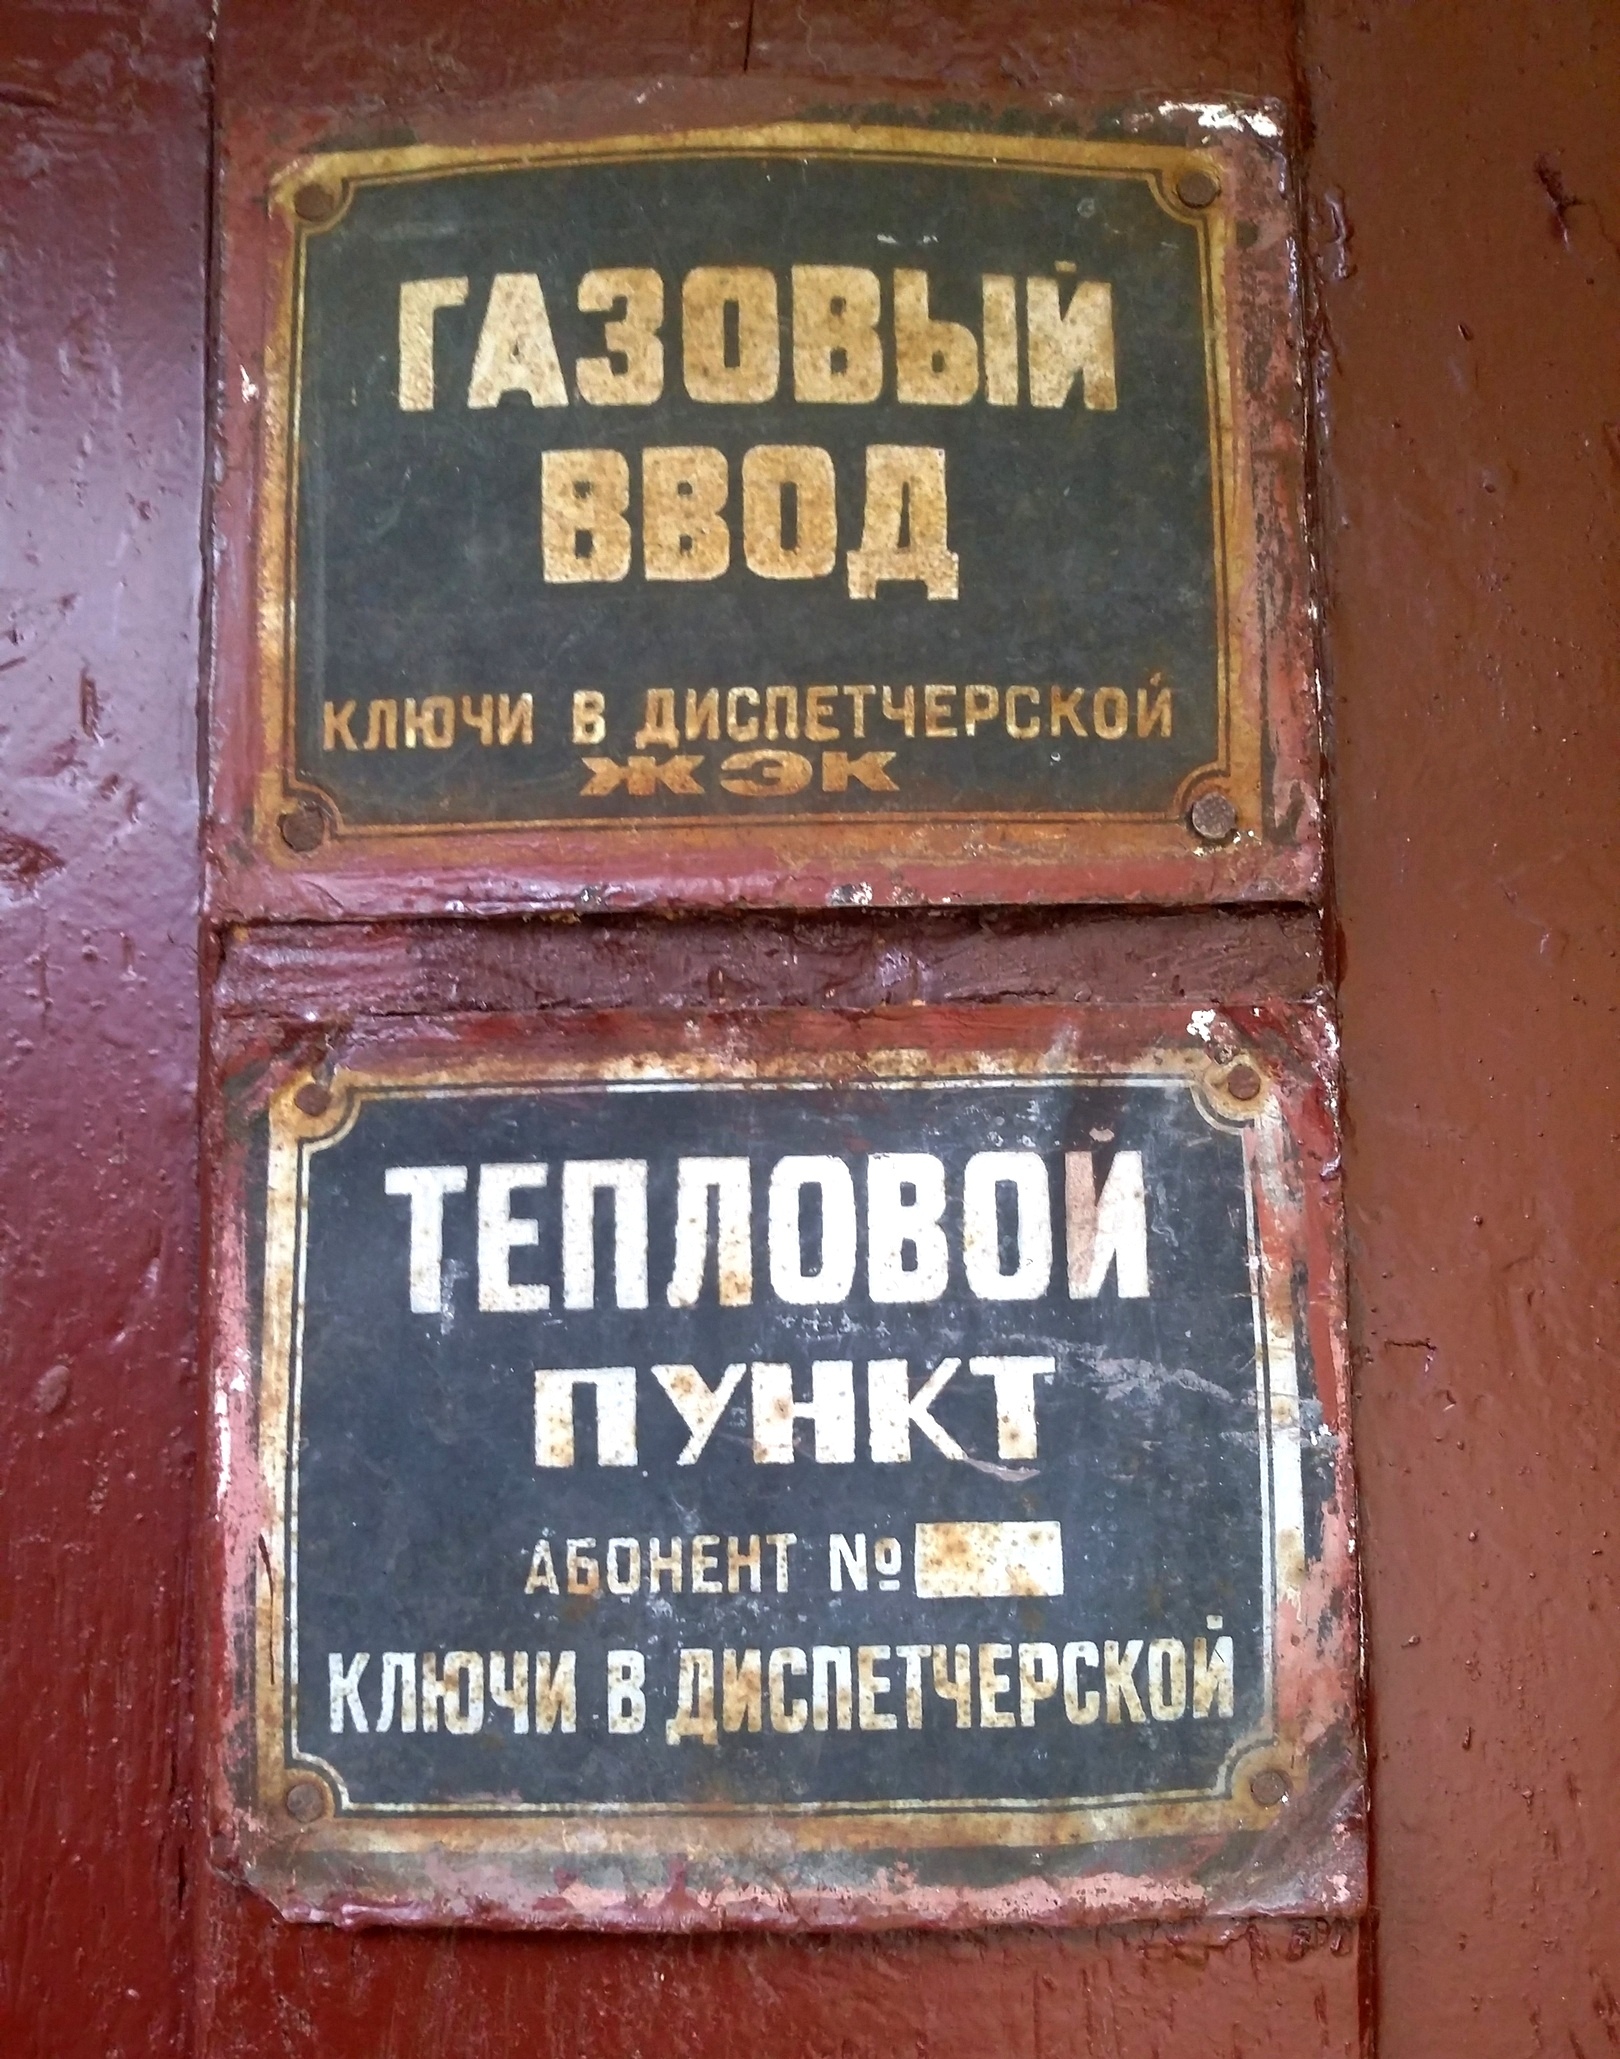 ГАЗОВЫЙ
ВВОД
КЛЮЧИ В ДИСПЕТЧЕРСКОЙ
ЖЭК
ТЕПЛОВОЙ
ПУНКТ
АБОНЕНТ №
КЛЮЧИ В ДИСПЕТЧЕРСКОЙ